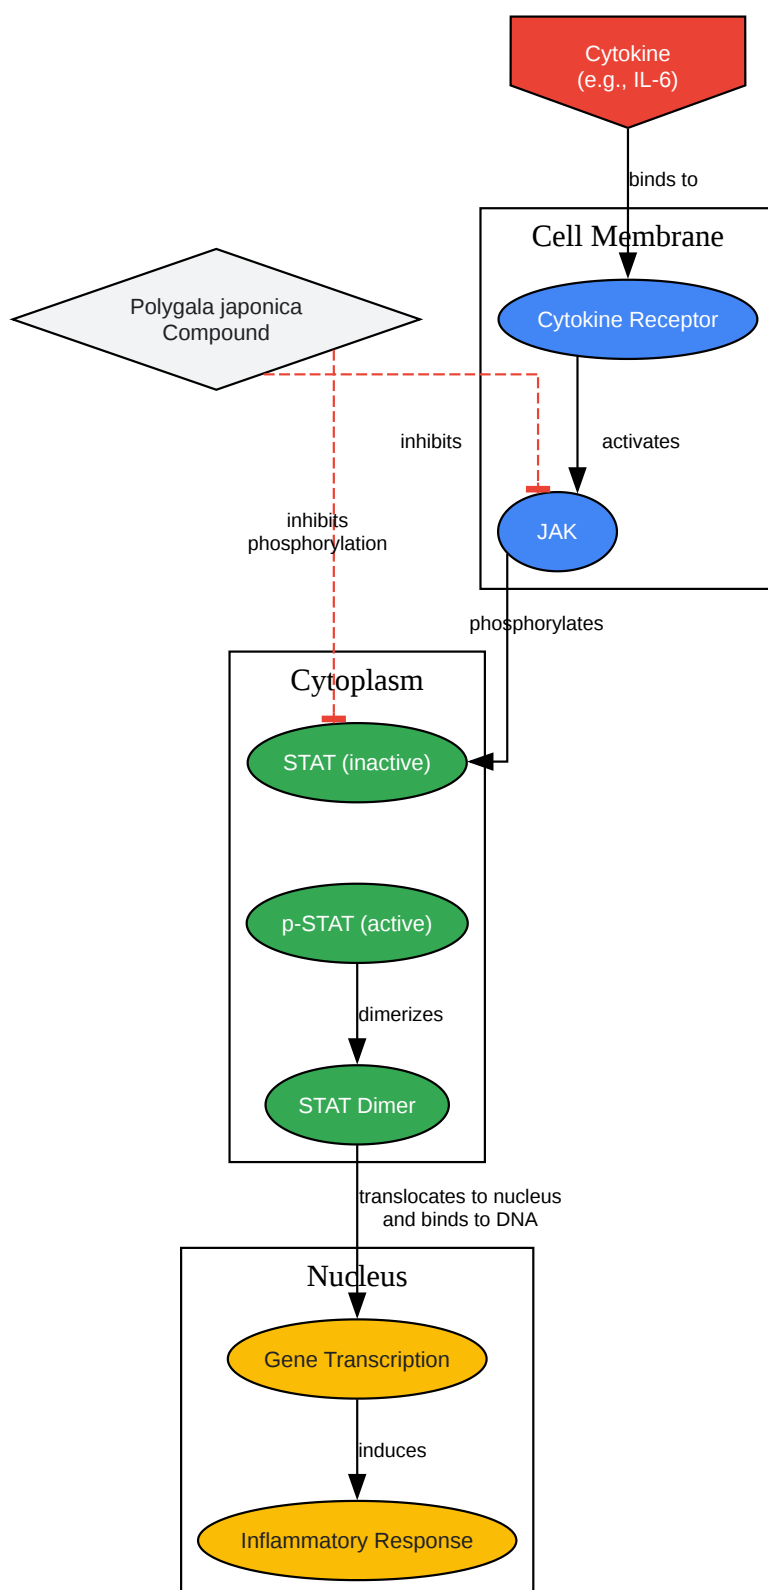 Cytokine
(e.g., IL-6)
binds to
Cell Membrane
Polygala japonica
Compound
Cytokine Receptor
inhibits
activates
inhibits
phosphorylation
JAK
phosphorylates
Cytoplasm
STAT (inactive)
p-STAT (active)
dimerizes
STAT Dimer
translocates to nucleus
and binds to DNA
Nucleus
Gene Transcription
induces
Inflammatory Response